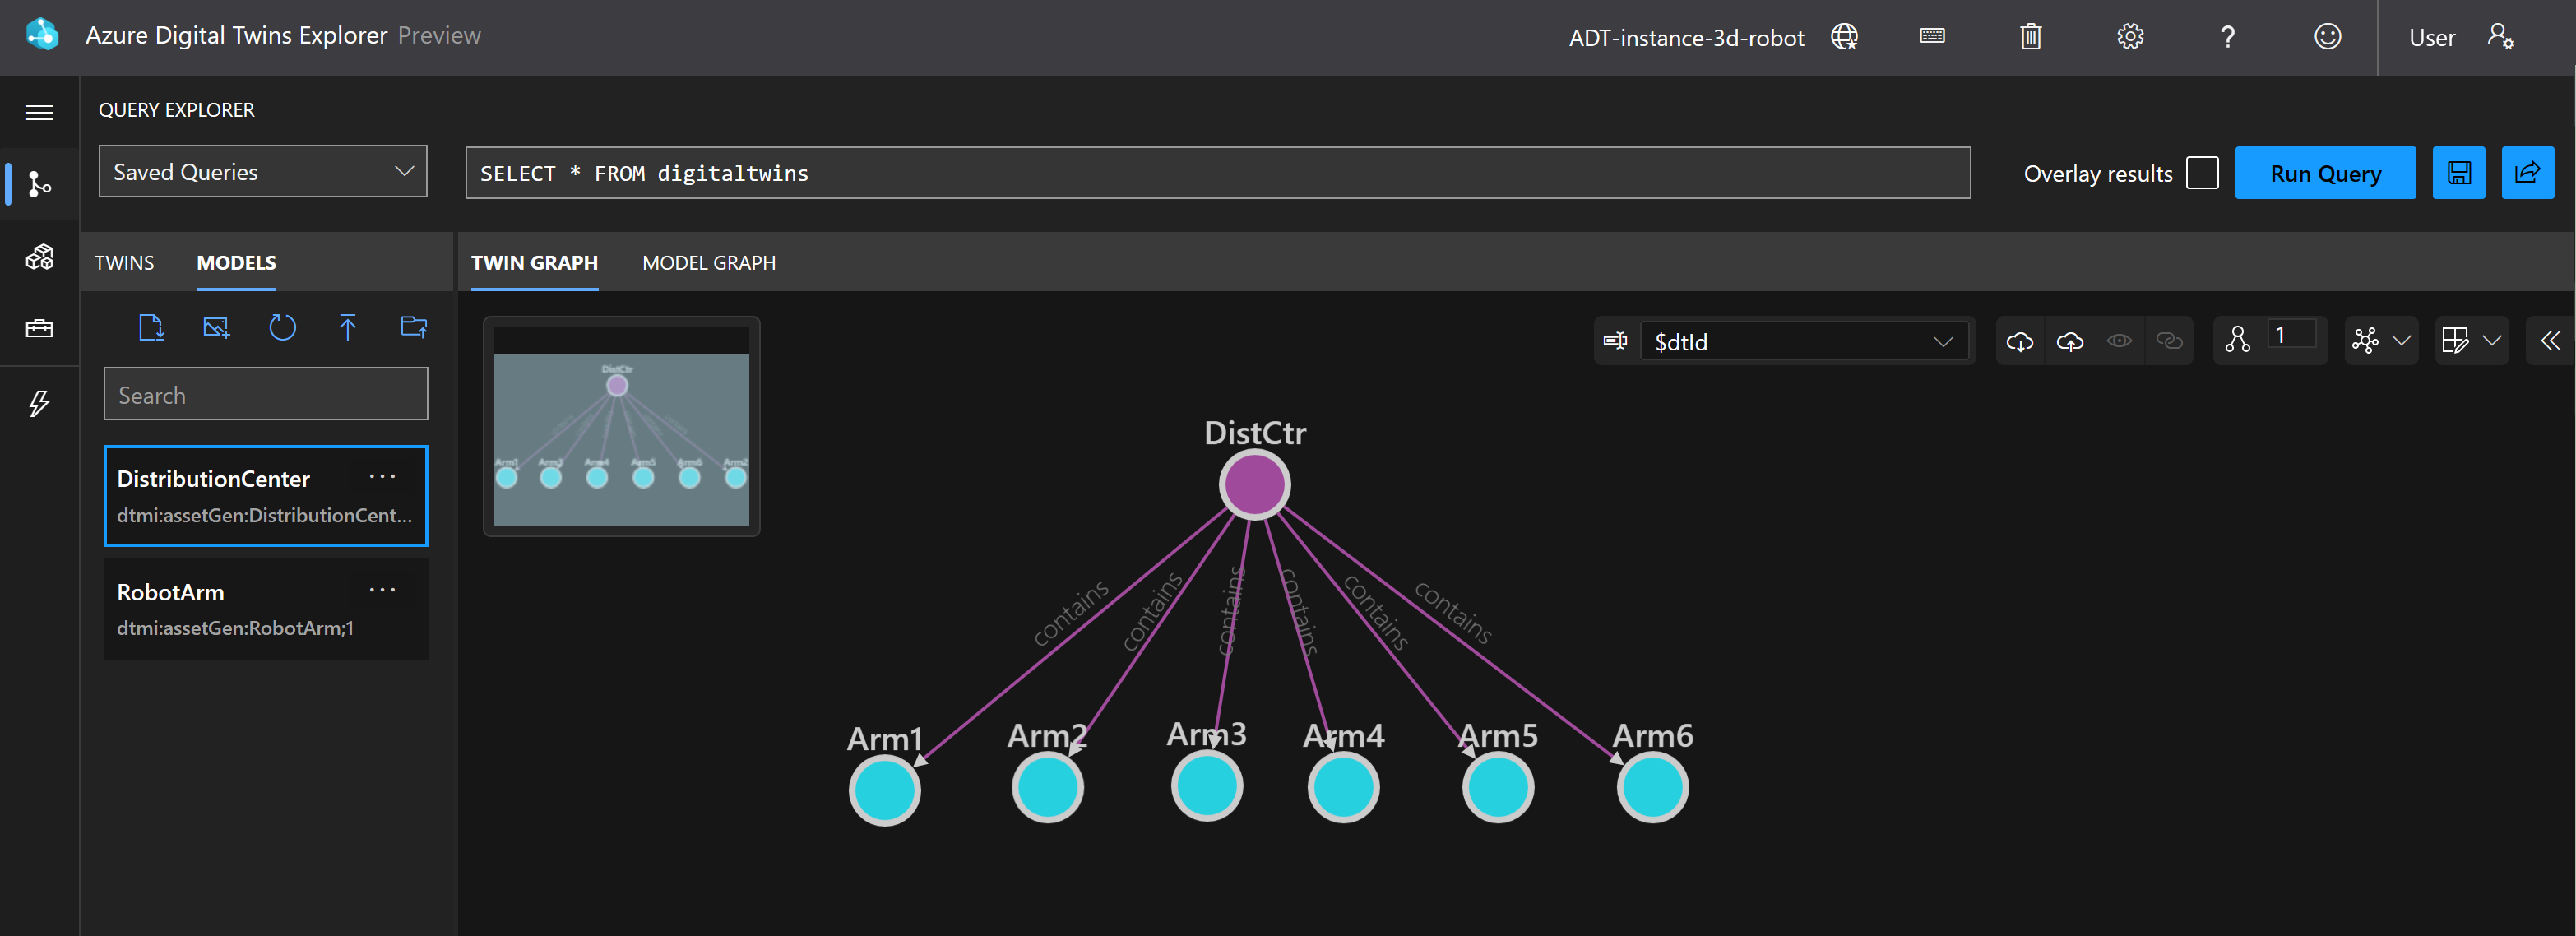 Azure Digital Twins Explorer Preview
ADT-instance-3d-robot
?
User
QUERY EXPLORER
Saved Queries
SELECT * FROM digitaltwins
Overlay results
Run Query
TWINS
MODELS
TWIN GRAPH
MODEL GRAPH
$dtId
1
Search
DistributionCenter
dtmi:assetGen:DistributionCent...
RobotArm
dtmi:assetGen:RobotArm;1
DistCtr
Arm1
Arm3
Arm4
Arm5
Arm6
Arm2
DistCtr
contains
contains
contains
contains
contains
contains
Arm1
Arm2
Arm3
Arm4
Arm5
Arm6